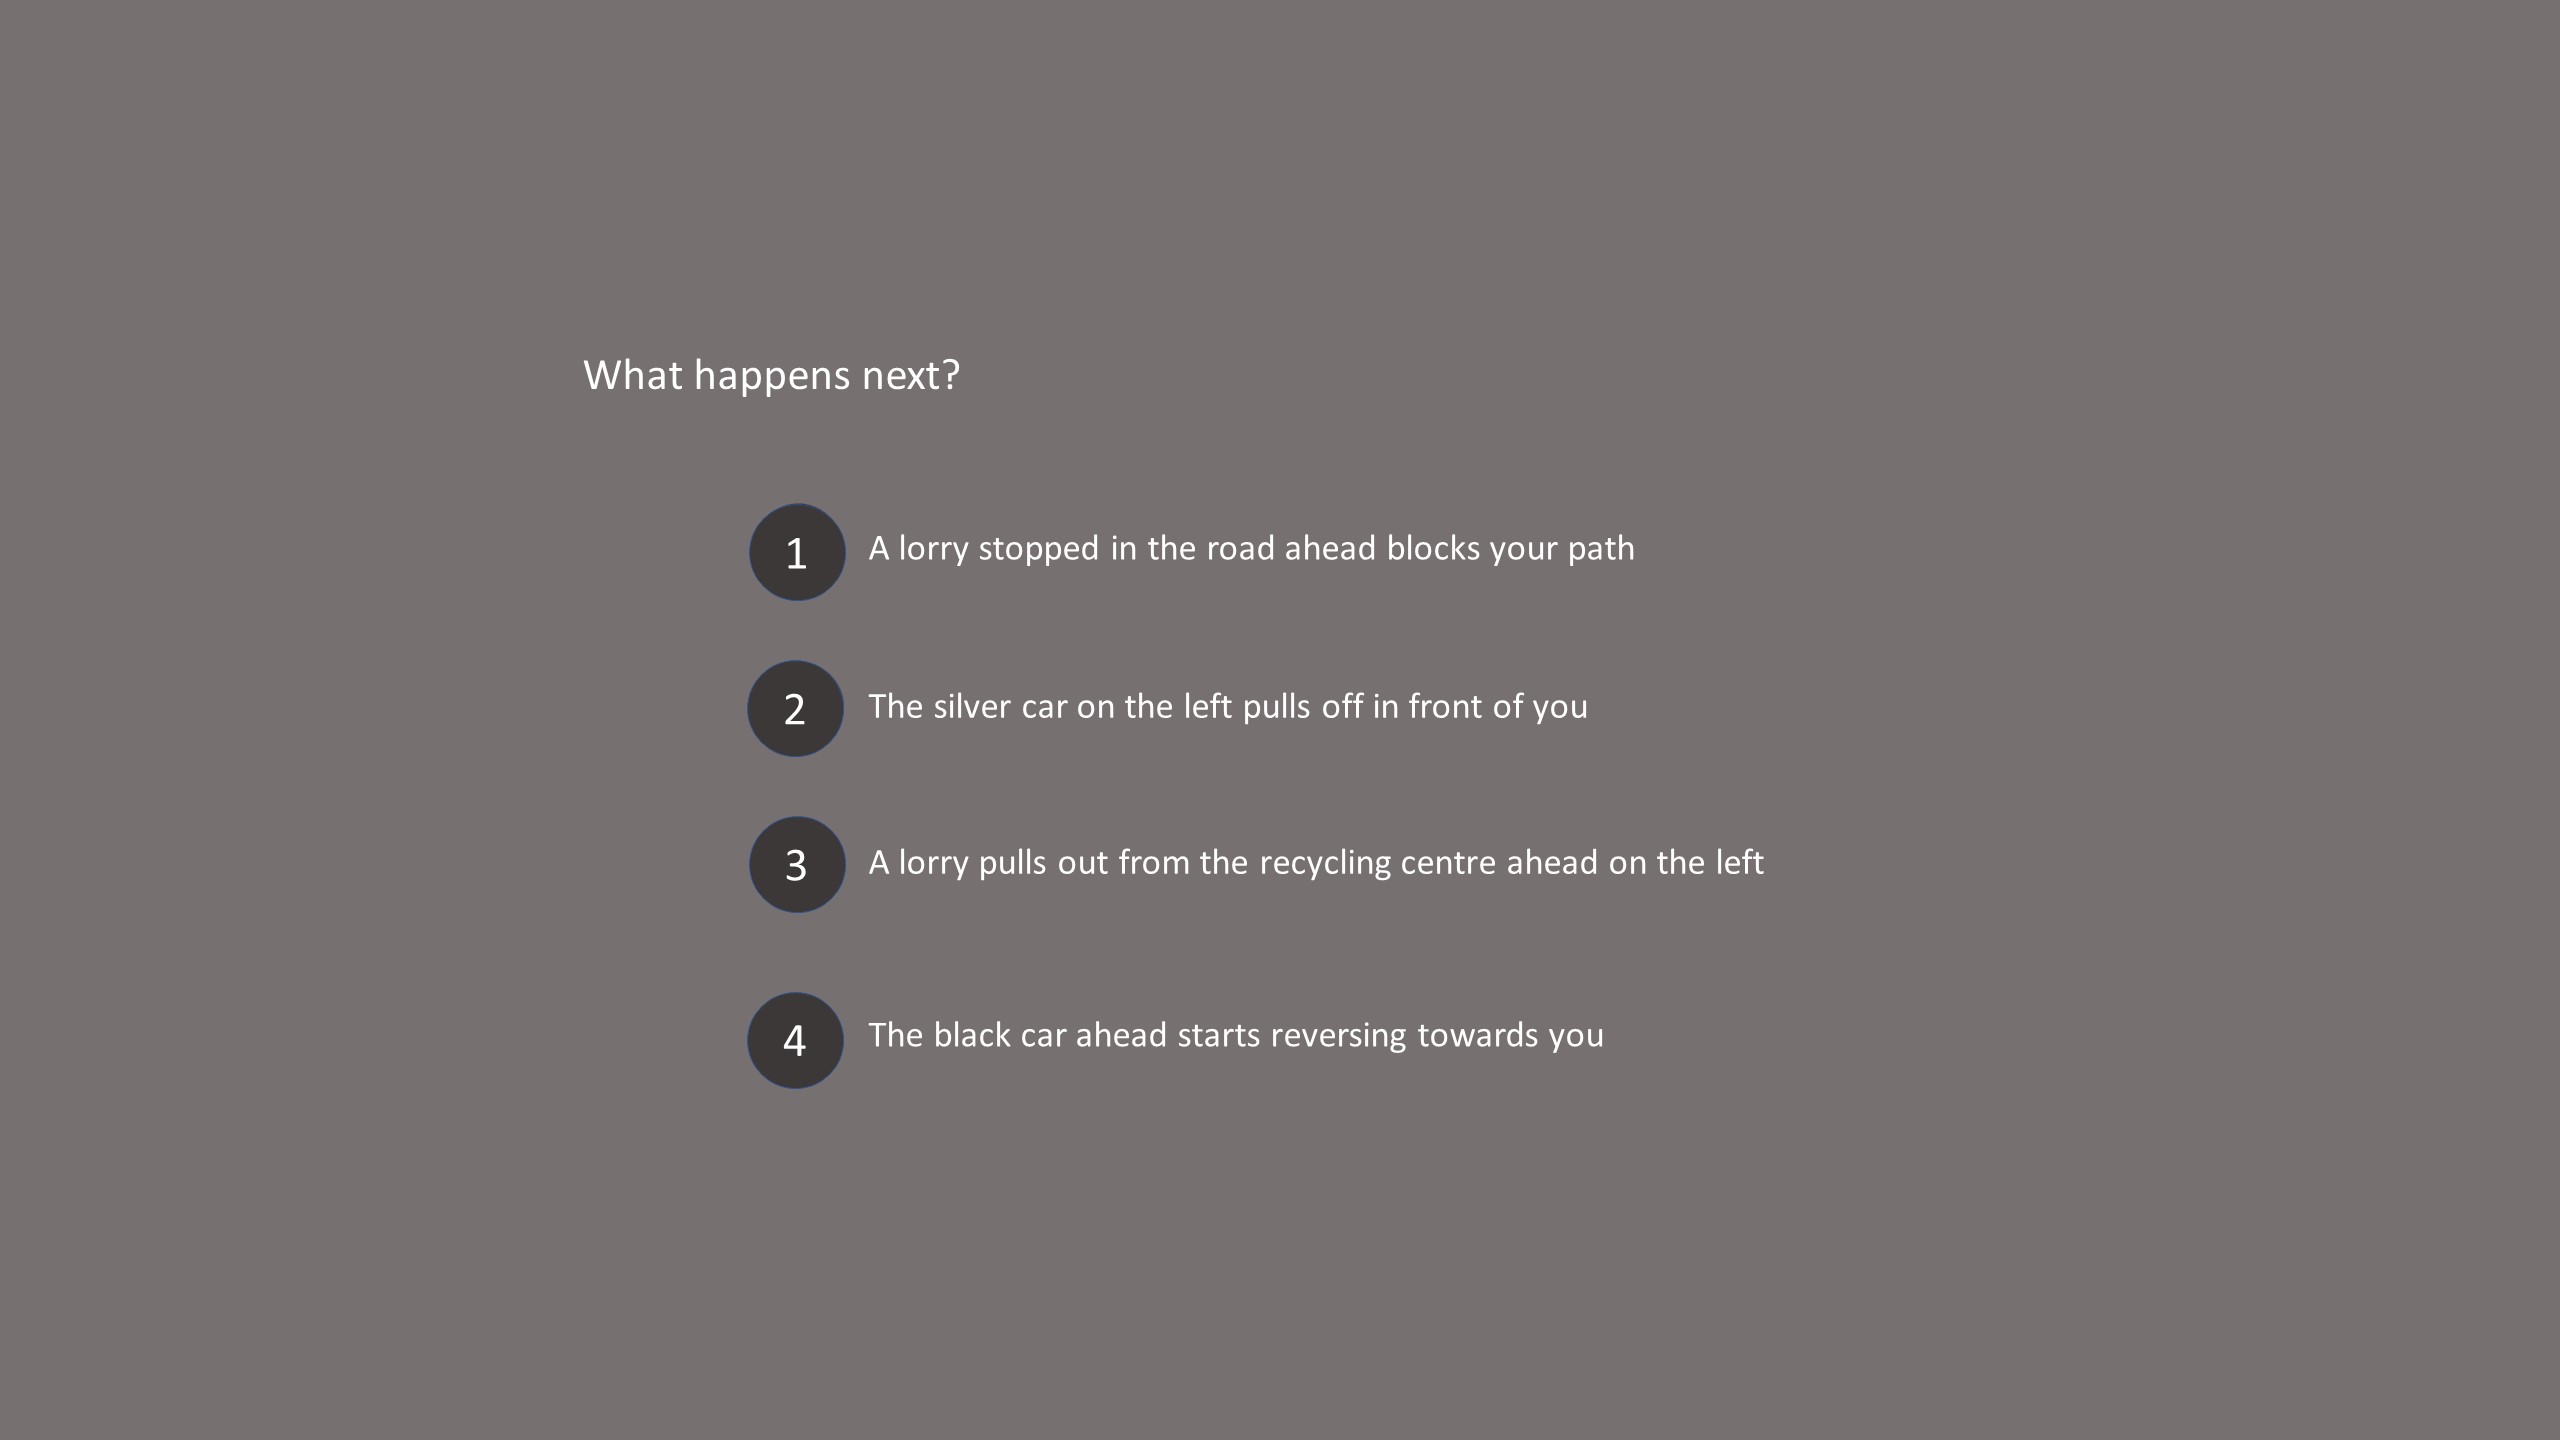 What happens next?
1 A lorry stopped in the road ahead blocks your path
2 The silver car on the left pulls off in front of you
3 A lorry pulls out from the recycling centre ahead on the left
4 The black car ahead starts reversing towards you